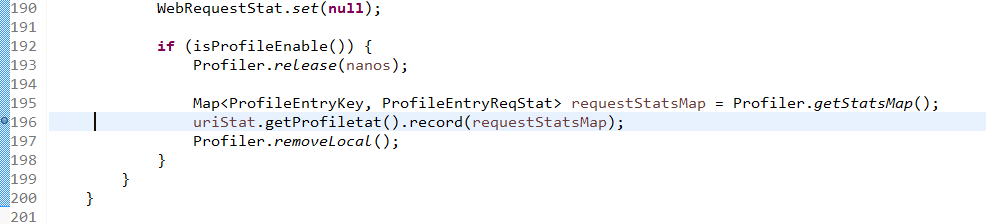 190 WebRequestStat.set(null);
191
192 if (isProfileEnable()) {
193 Profiler.release(nanos);
194
195 Map<ProfileEntryKey, ProfileEntryReqStat> requestStatsMap = Profiler.getStatsMap();
196 uriStat.getProfiletat().record(requestStatsMap);
197 Profiler.removeLocal();
198 }
199 }
200 }
201